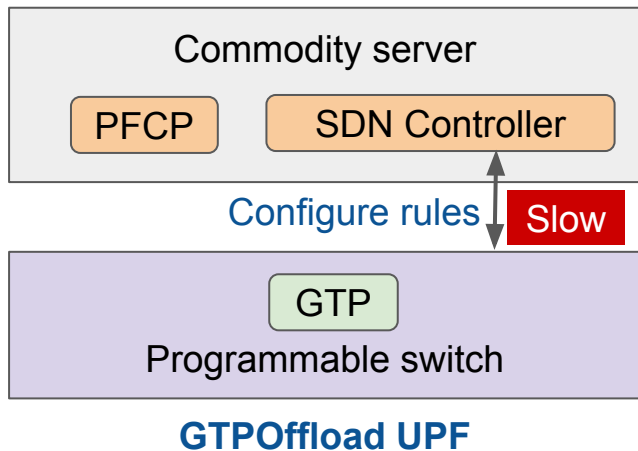 Commodity server
PFCP
SDN Controller
Configure rules
Slow
GTP
Programmable switch
GTPOffload UPF